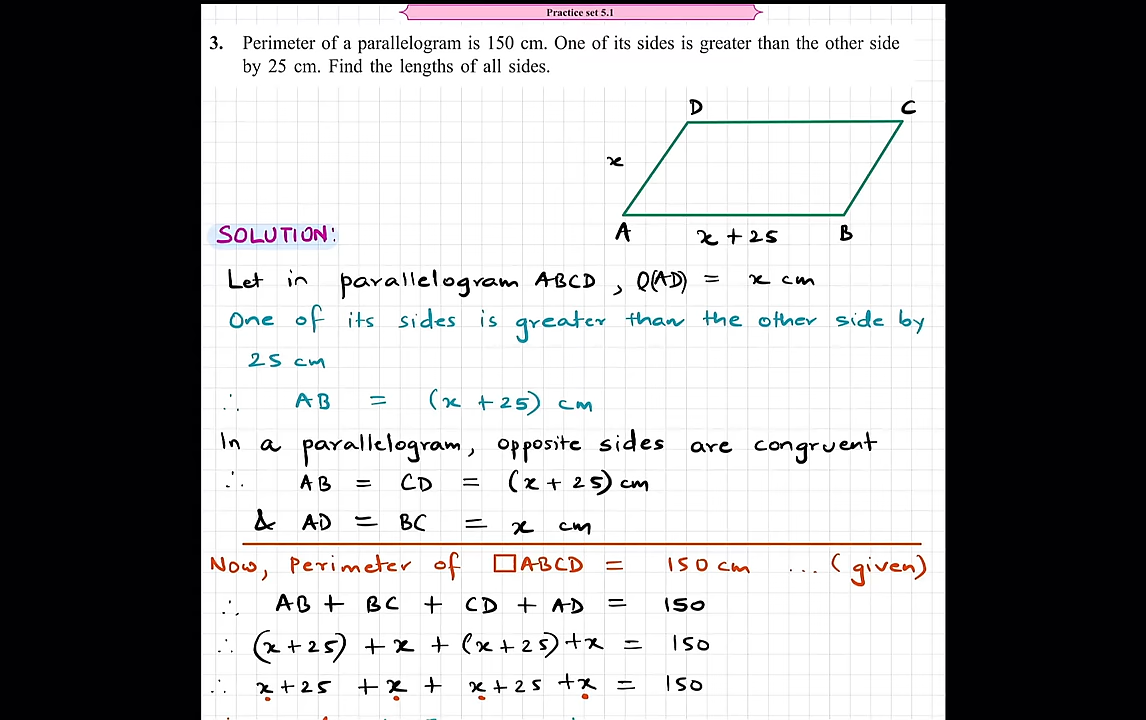 Practice set 5.1
3. Perimeter of a parallelogram is 150 cm. One of its sides is greater than the other side
by 25 cm. Find the lengths of all sides.
D C
x
A x + 25 B
SOLUTION:
Let in parallelogram ABCD, l(AD) = x cm
One of its sides is greater than the other side by
25 cm
∴ AB = (x + 25) cm
In a parallelogram, opposite sides are congruent
∴ AB = CD = (x + 25) cm
& AD = BC = x cm
Now, Perimeter of □ABCD = 150 cm ... (given)
∴ AB + BC + CD + AD = 150
∴ (x + 25) + x + (x + 25) + x = 150
∴ x + 25 + x + x + 25 + x = 150